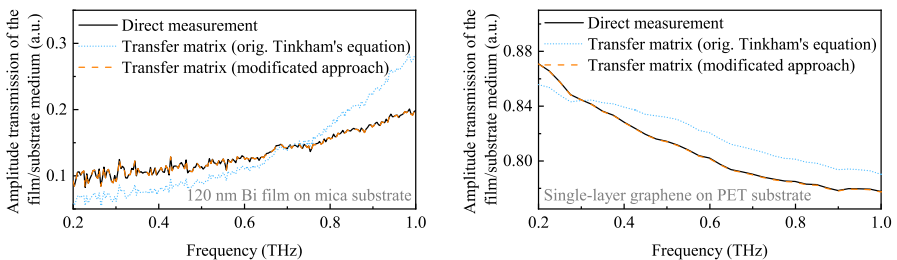 Amplitude transmission of the
film/substrate medium (a.u.)
0.3
0.2
0.1
Direct measurement
Transfer matrix (orig. Tinkham's equation)
Transfer matrix (modificated approach)
120 nm Bi film on mica substrate
0.2 0.4 0.6 0.8 1.0
Frequency (THz)
Amplitude transmission of the
film/substrate medium (a.u.)
0.88
0.84
0.80
Direct measurement
Transfer matrix (orig. Tinkham's equation)
Transfer matrix (modificated approach)
Single-layer graphene on PET substrate
0.2 0.4 0.6 0.8 1.0
Frequency (THz)